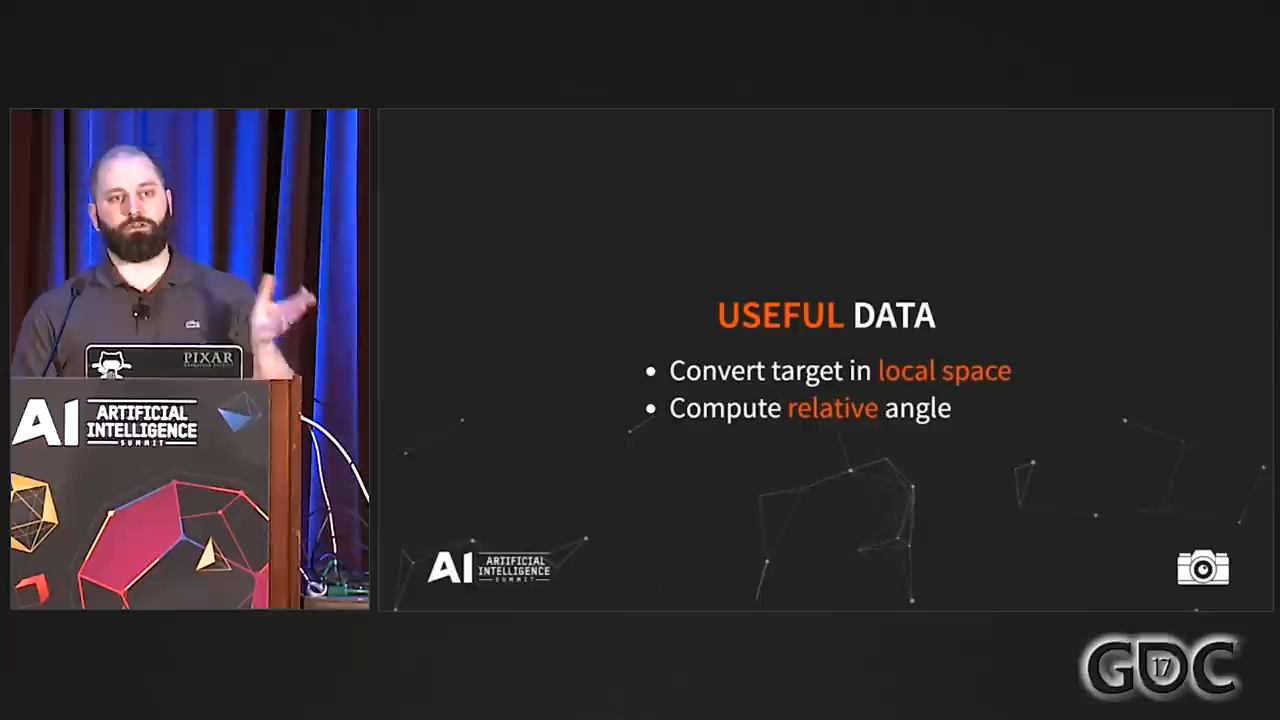 PIXAR
AI ARTIFICIAL
INTELLIGENCE
SUMMIT
USEFUL DATA
• Convert target in local space
• Compute relative angle
AI ARTIFICIAL
INTELLIGENCE
SUMMIT
GDC
17